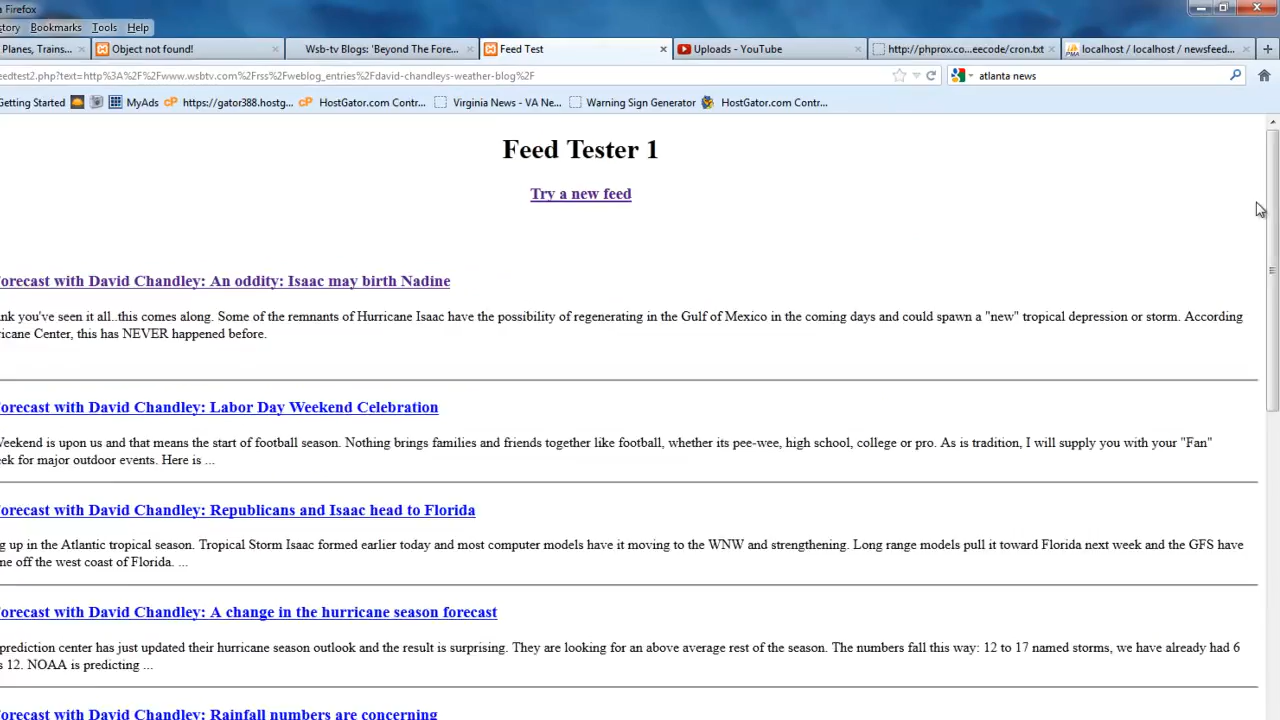 a Firefox
story Bookmarks Tools Help
Planes, Trains... Object not found! Wsb-tv Blogs: 'Beyond The Fore... Feed Test Uploads - YouTube http://phprox.co...eecode/cron.txt localhost / localhost / newsfeed...
eedtest2.php?text=http%3A%2F%2Fwww.wsbtv.com%2Frss%2Fweblog_entries%2Fdavid-chandleys-weather-blog%2F atlanta news
Getting Started MyAds https://gator388.hostg... HostGator.com Contr... Virginia News - VA Ne... Warning Sign Generator HostGator.com Contr...
Feed Tester 1
Try a new feed
orecast with David Chandley: An oddity: Isaac may birth Nadine
nk you've seen it all..this comes along. Some of the remnants of Hurricane Isaac have the possibility of regenerating in the Gulf of Mexico in the coming days and could spawn a "new" tropical depression or storm. According
ricane Center, this has NEVER happened before.
orecast with David Chandley: Labor Day Weekend Celebration
Weekend is upon us and that means the start of football season. Nothing brings families and friends together like football, whether its pee-wee, high school, college or pro. As is tradition, I will supply you with your "Fan"
ek for major outdoor events. Here is ...
orecast with David Chandley: Republicans and Isaac head to Florida
g up in the Atlantic tropical season. Tropical Storm Isaac formed earlier today and most computer models have it moving to the WNW and strengthening. Long range models pull it toward Florida next week and the GFS have
me off the west coast of Florida. ...
orecast with David Chandley: A change in the hurricane season forecast
prediction center has just updated their hurricane season outlook and the result is surprising. They are looking for an above average rest of the season. The numbers fall this way: 12 to 17 named storms, we have already had 6
s 12. NOAA is predicting ...
orecast with David Chandley: Rainfall numbers are concerning